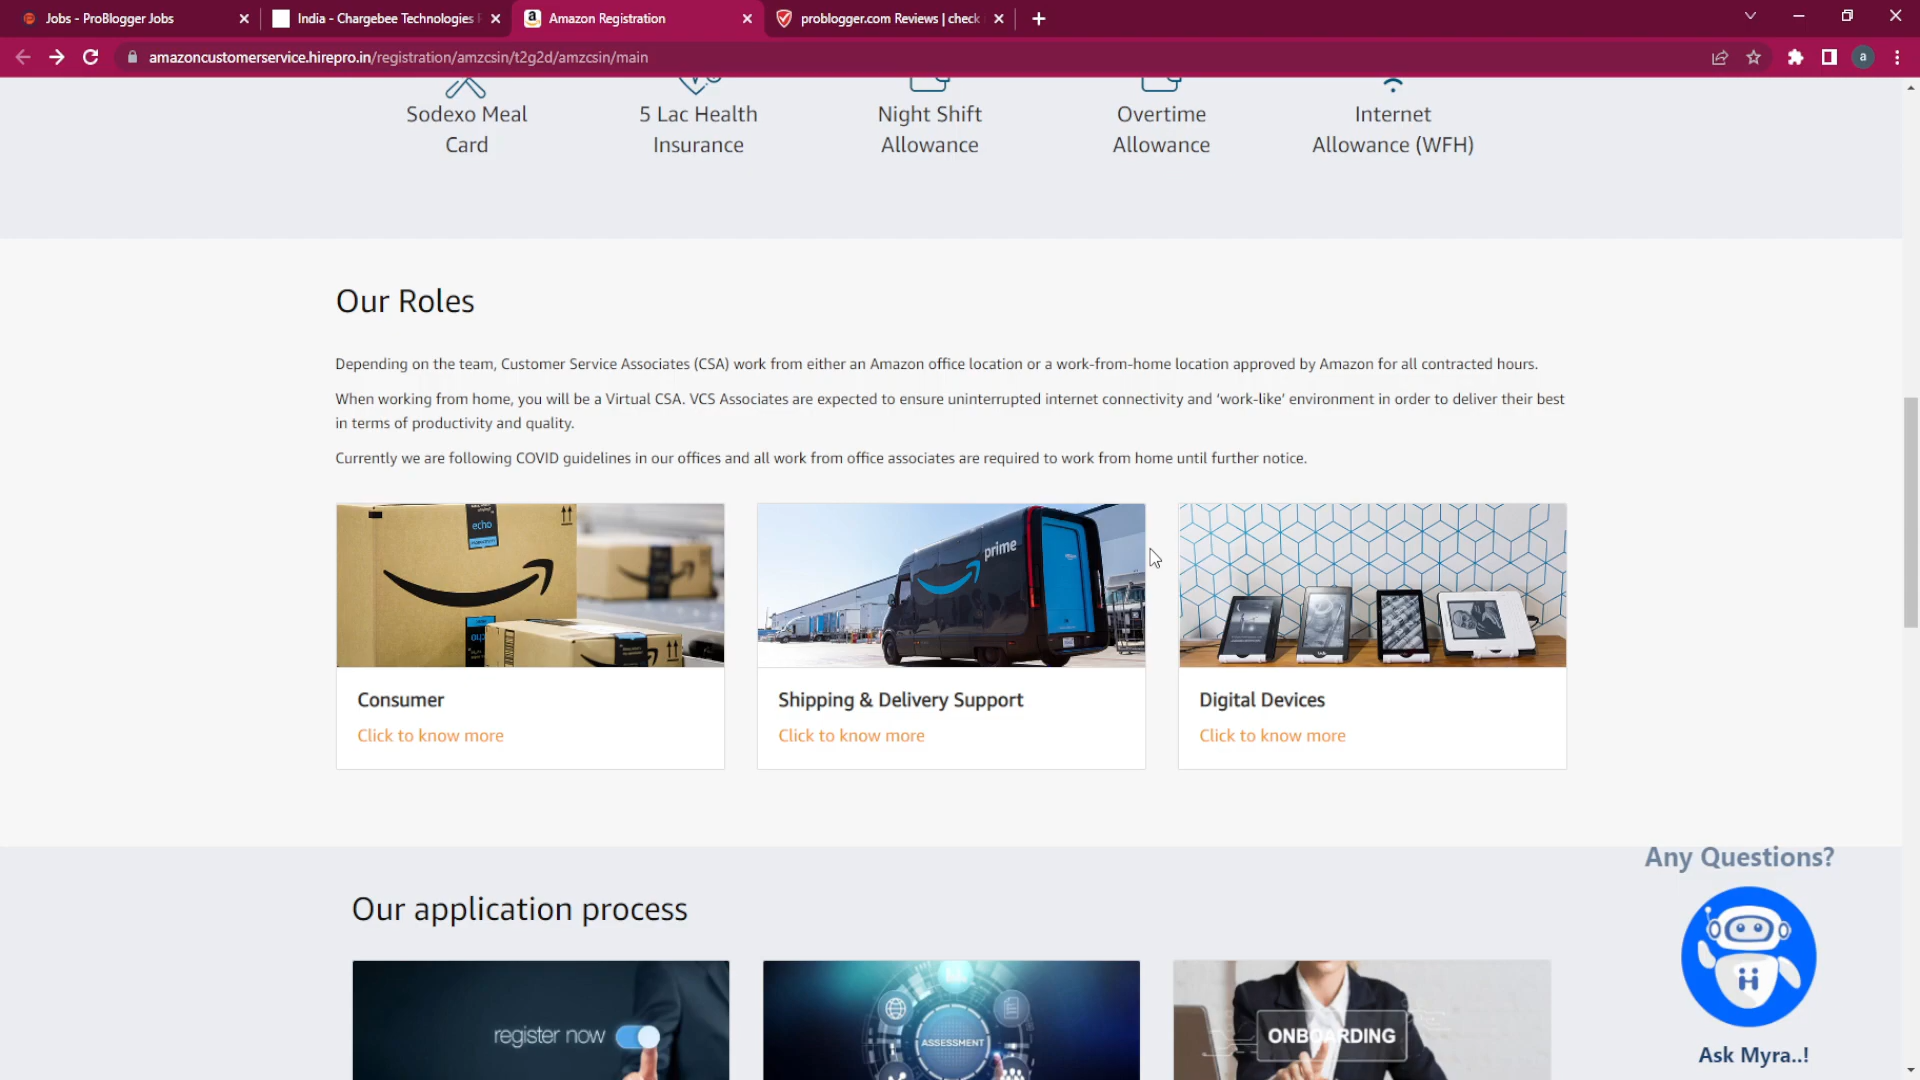 Jobs - ProBlogger Jobs
India - Chargebee Technologies
Amazon Registration
problogger.com Reviews | check
amazoncustomerservice.hirepro.in/registration/amzcsin/t2g2d/amzcsin/main
a
Sodexo Meal
Card
5 Lac Health
Insurance
Night Shift
Allowance
Overtime
Allowance
Internet
Allowance (WFH)
Our Roles
Depending on the team, Customer Service Associates (CSA) work from either an Amazon office location or a work-from-home location approved by Amazon for all contracted hours.
When working from home, you will be a Virtual CSA. VCS Associates are expected to ensure uninterrupted internet connectivity and ‘work-like’ environment in order to deliver their best
in terms of productivity and quality.
Currently we are following COVID guidelines in our offices and all work from office associates are required to work from home until further notice.
echo
prime
Consumer
Click to know more
Shipping & Delivery Support
Click to know more
Digital Devices
Click to know more
Our application process
register now
ASSESSMENT
ONBOARDING
Any Questions?
H
Ask Myra..!